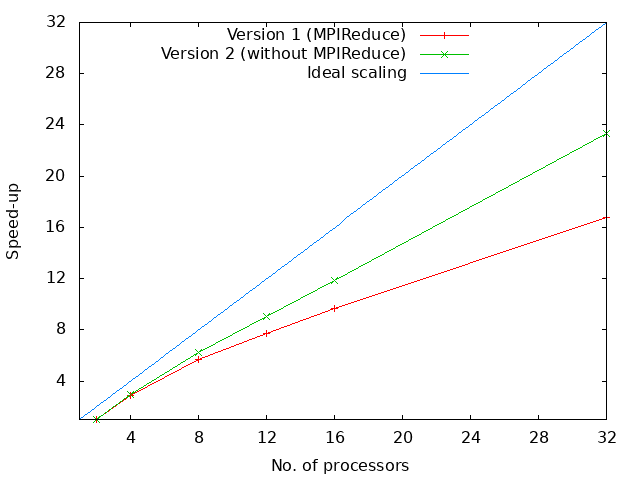 32
28
24
20
16
12
8
4
Speed-up
Version 1 (MPIReduce)
Version 2 (without MPIReduce)
Ideal scaling
4 8 12 16 20 24 28 32
No. of processors